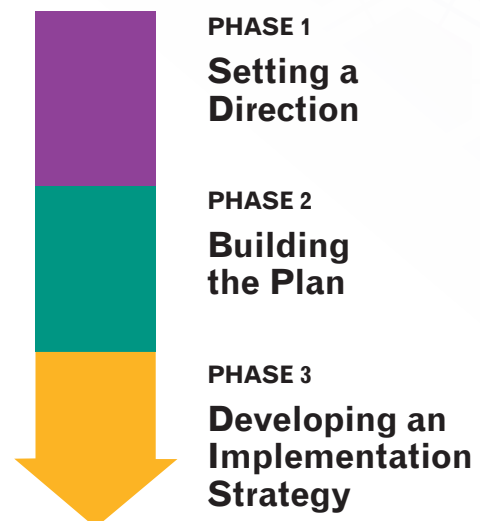 PHASE 1
Setting a
Direction
PHASE 2
Building
the Plan
PHASE 3
Developing an
Implementation
Strategy